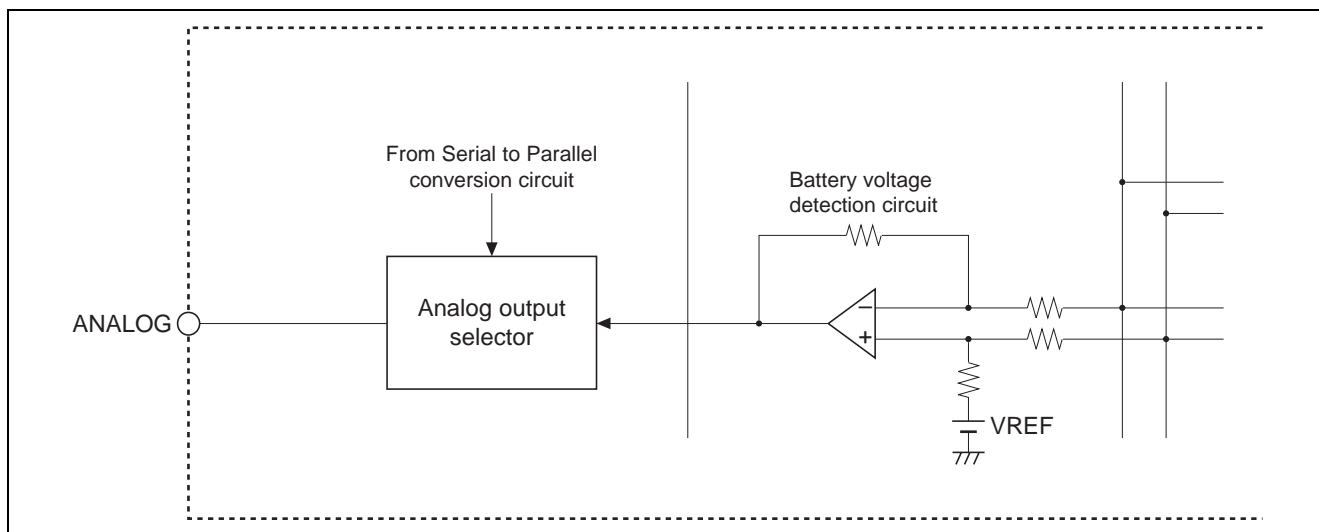 From Serial to Parallel
conversion circuit
Battery voltage
detection circuit
ANALOG
Analog output
selector
−
+
VREF